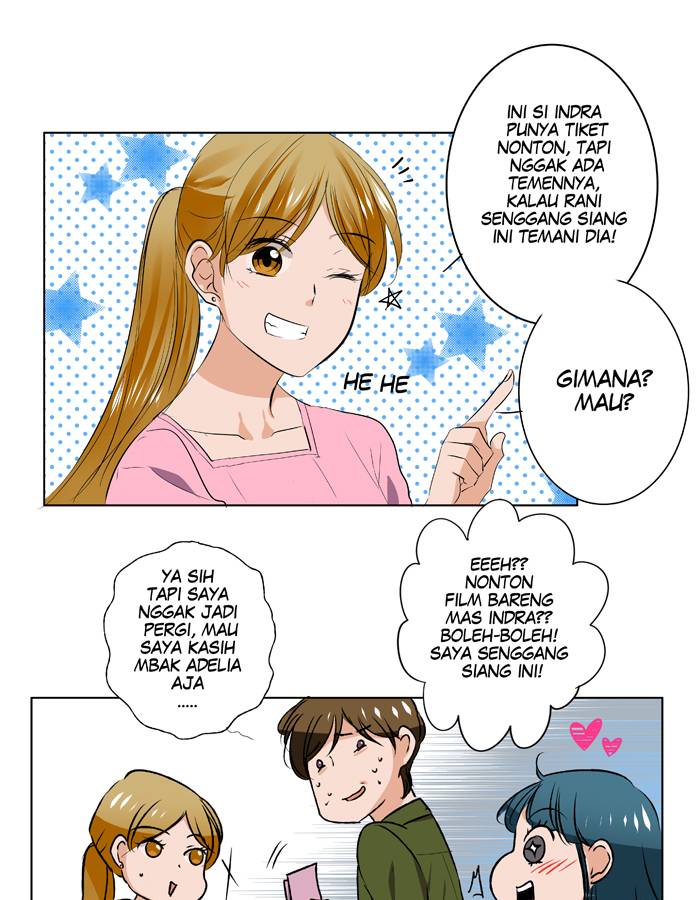 INI SI INDRA
PUNYA TIKET
NONTON, TAPI
NGGAK ADA
TEMENNYA,
KALAU RANI
SENGGANG SIANG
INI TEMANI DIA!
GIMANA?
MAU?
HE HE
YA SIH
TAPI SAYA
NGGAK JADI
PERGI, MAU
SAYA KASIH
MBAK ADELIA
AJA
.....
EEEH??
NONTON
FILM BARENG
MAS INDRA??
BOLEH-BOLEH!
SAYA SENGGANG
SIANG INI!